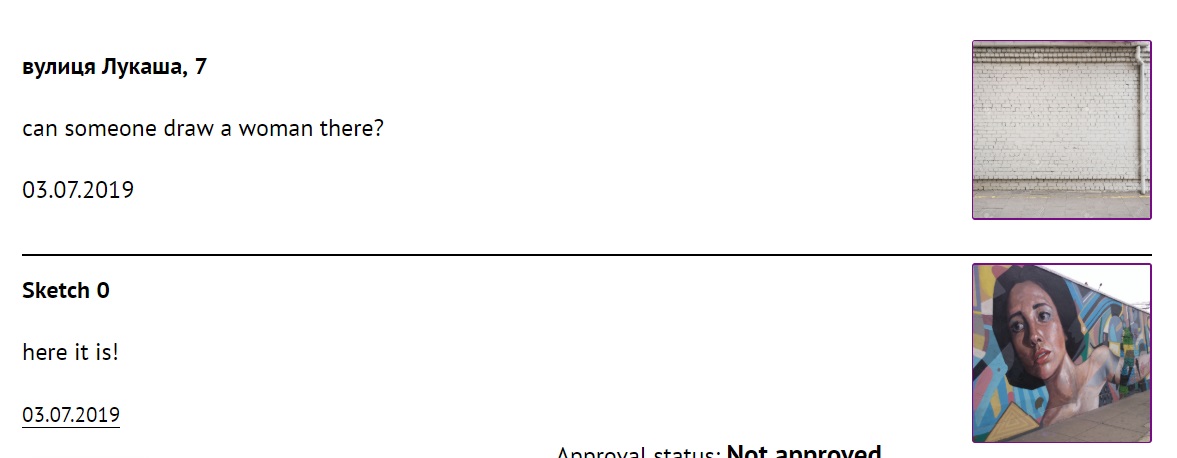 вулиця Лукаша, 7
can someone draw a woman there?
03.07.2019
Sketch 0
here it is!
03.07.2019
Approval status: Not approved